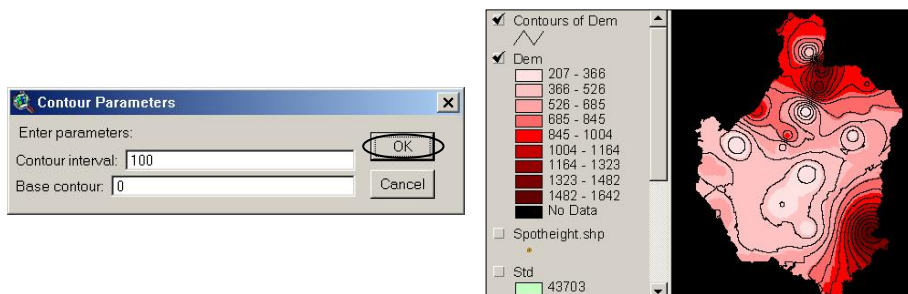 Contour Parameters
Enter parameters:
Contour interval: 100
OK
Base contour: 0
Cancel
Contours of Dem
Dem
207 - 366
366 - 526
526 - 685
685 - 845
845 - 1004
1004 - 1164
1164 - 1323
1323 - 1482
1482 - 1642
No Data
Spotheight.shp
Std
43703